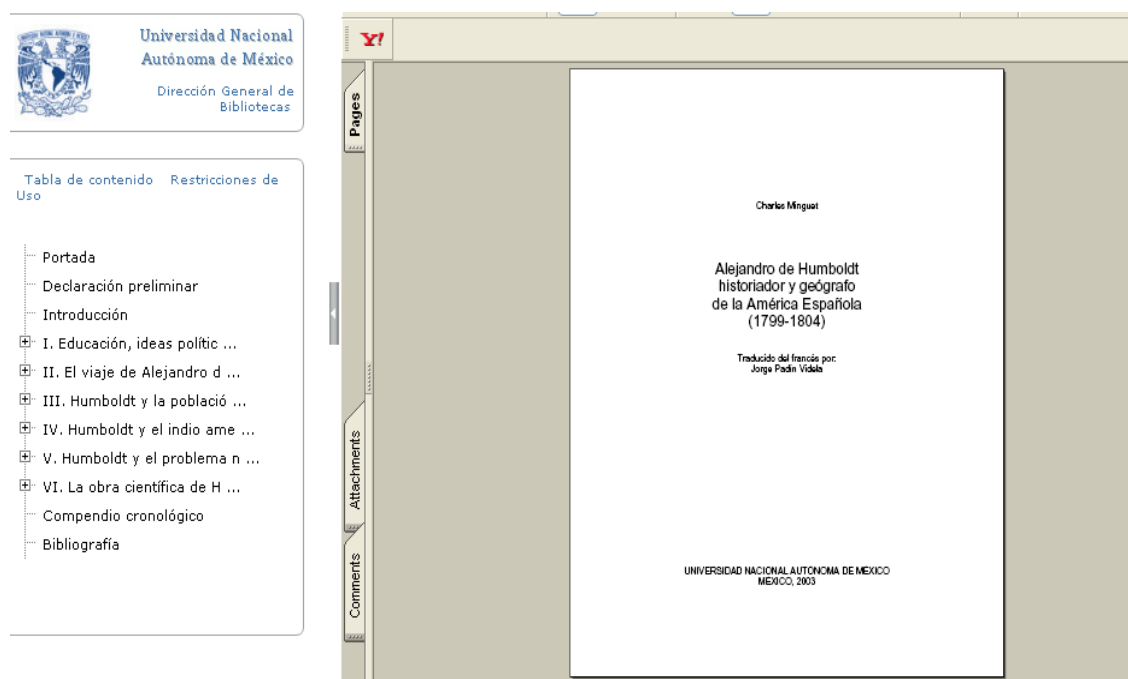 Universidad Nacional
Autónoma de México
Dirección General de
Bibliotecas
Tabla de contenido Restricciones de
Uso
Portada
Declaración preliminar
Introducción
I. Educación, ideas polític ...
II. El viaje de Alejandro d ...
III. Humboldt y la població ...
IV. Humboldt y el indio ame ...
V. Humboldt y el problema n ...
VI. La obra científica de H ...
Compendio cronológico
Bibliografía
Y!
Pages
Attachments
Comments
Charles Minguet
Alejandro de Humboldt
historiador y geógrafo
de la América Española
(1799-1804)
Traducido del francés por:
Jorge Padín Videla
UNIVERSIDAD NACIONAL AUTONOMA DE MEXICO
MEXICO, 2003